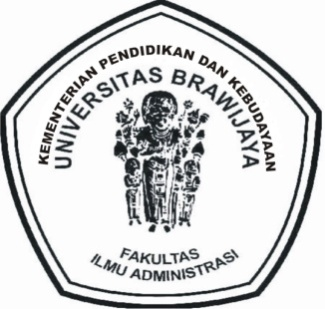 KEMENTERIAN PENDIDIKAN DAN KEBUDAYAAN
UNIVERSITAS BRAWIJAYA
FAKULTAS
ILMU ADMINISTRASI